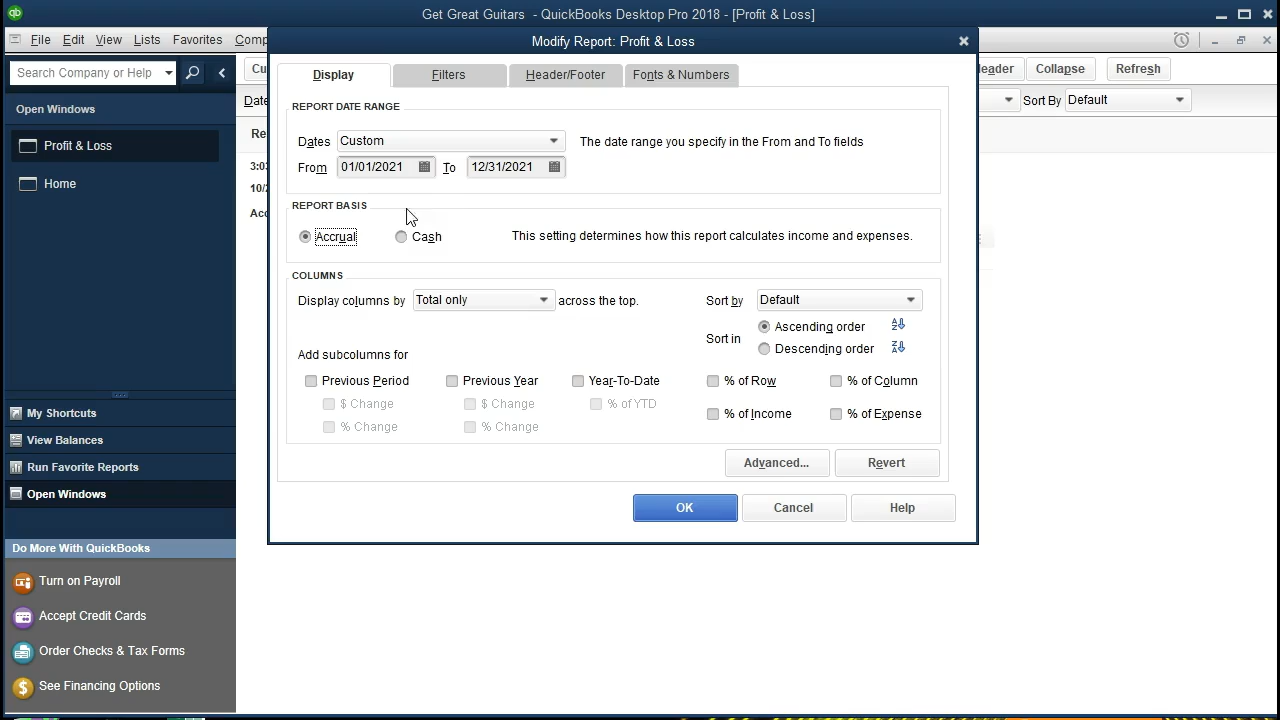 Get Great Guitars - QuickBooks Desktop Pro 2018 - [Profit & Loss]
File Edit View Lists Favorites
Modify Report: Profit & Loss
Search Company or Help
Collapse Refresh
Sort By Default
Open Windows
Profit & Loss
Home
Display Filters Header/Footer Fonts & Numbers
REPORT DATE RANGE
Dates Custom The date range you specify in the From and To fields
From 01/01/2021 To 12/31/2021
REPORT BASIS
Accrual Cash This setting determines how this report calculates income and expenses.
COLUMNS
Display columns by Total only across the top. Sort by Default
Sort in Ascending order
Descending order
Add subcolumns for
Previous Period Previous Year Year-To-Date % of Row % of Column
$ Change $ Change % of YTD
% of Income % of Expense
% Change % Change
Advanced... Revert
OK Cancel Help
My Shortcuts
View Balances
Run Favorite Reports
Open Windows
Do More With QuickBooks
Turn on Payroll
Accept Credit Cards
Order Checks & Tax Forms
See Financing Options